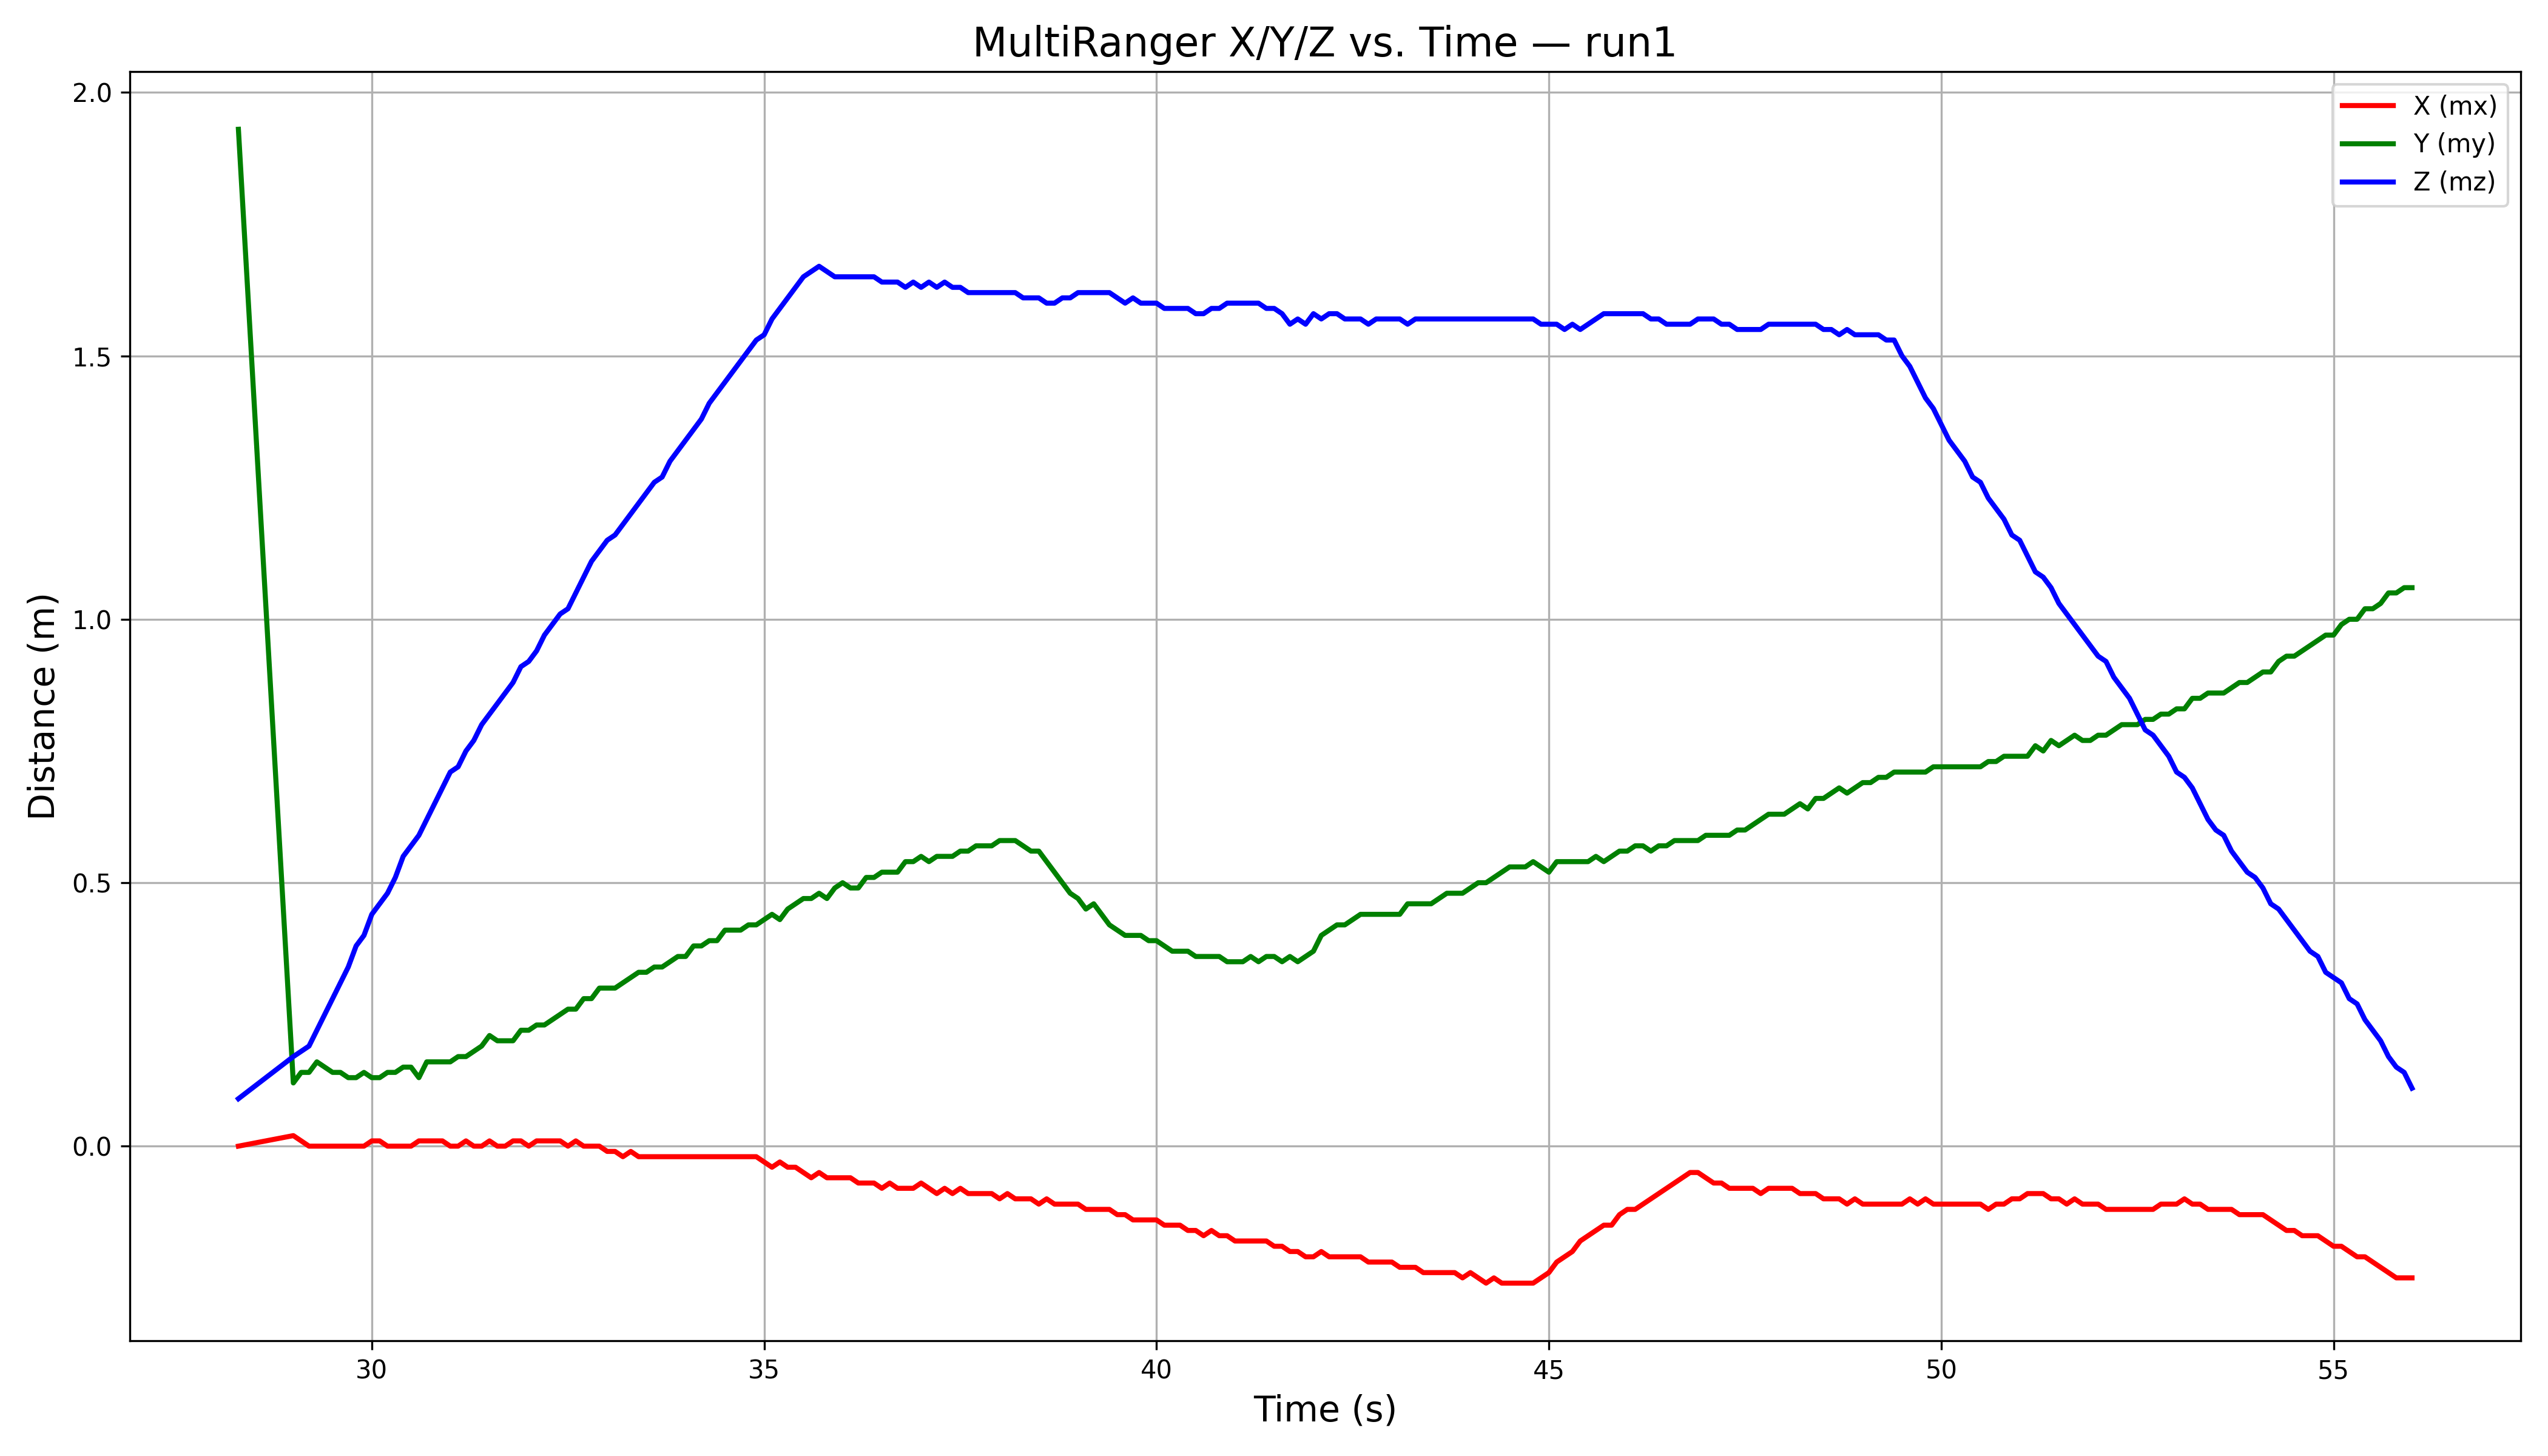 MultiRanger X/Y/Z vs. Time — run1
X (mx)
Y (my)
Z (mz)
Distance (m)
2.0
1.5
1.0
0.5
0.0
30 35 40 45 50 55
Time (s)